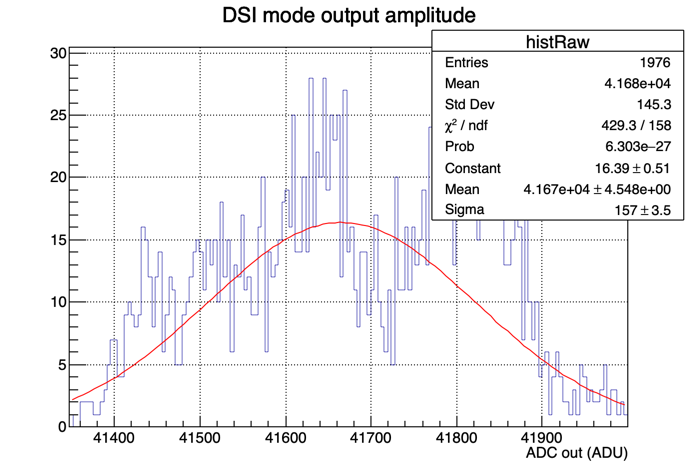 DSI mode output amplitude
histRaw
Entries 1976
Mean 4.168e+04
Std Dev 145.3
χ² / ndf 429.3 / 158
Prob 6.303e−27
Constant 16.39 ± 0.51
Mean 4.167e+04 ± 4.548e+00
Sigma 157 ± 3.5
30
25
20
15
10
5
0
41400 41500 41600 41700 41800 41900
ADC out (ADU)